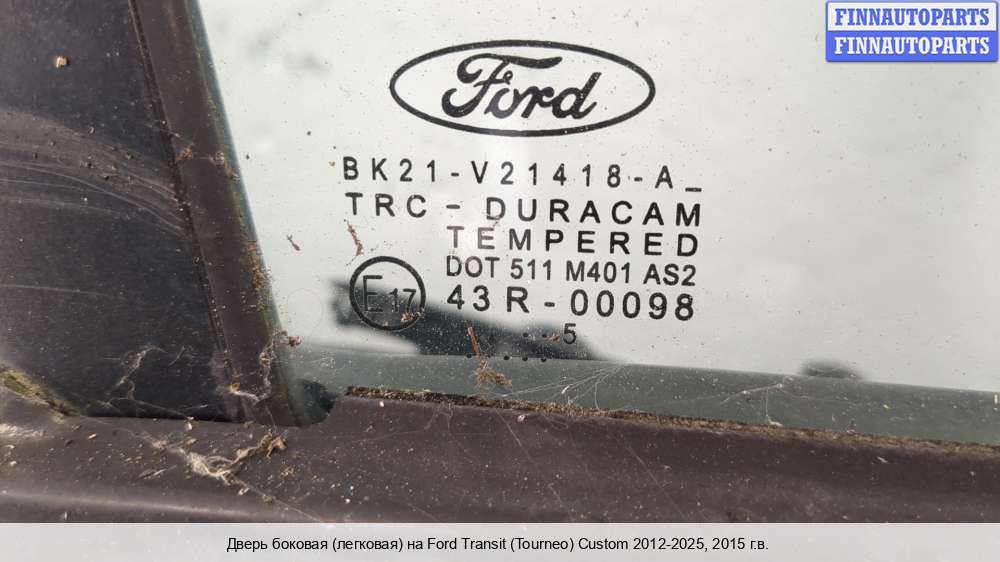 FINNAUTOPARTS
FINNAUTOPARTS
Ford
BK21-V21418-A_
TRC - DURACAM
TEMPERED
DOT 511 M401 AS2
E17
43R-00098
. . 5
. . . . .
Дверь боковая (легковая) на Ford Transit (Tourneo) Custom 2012-2025, 2015 г.в.